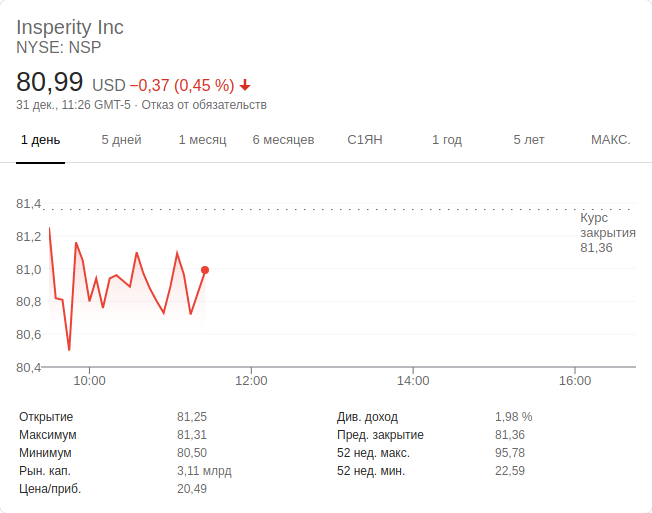 Insperity Inc
NYSE: NSP
80,99 USD −0,37 (0,45 %)
31 дек., 11:26 GMT-5 · Отказ от обязательств
1 день 5 дней 1 месяц 6 месяцев С1ЯН 1 год 5 лет МАКС.
81,4
Курс
закрытия
81,36
81,2
81,0
80,8
80,6
80,4
10:00 12:00 14:00 16:00
Открытие 81,25 Див. доход 1,98 %
Максимум 81,31 Пред. закрытие 81,36
Минимум 80,50 52 нед. макс. 95,78
Рын. кап. 3,11 млрд 52 нед. мин. 22,59
Цена/приб. 20,49